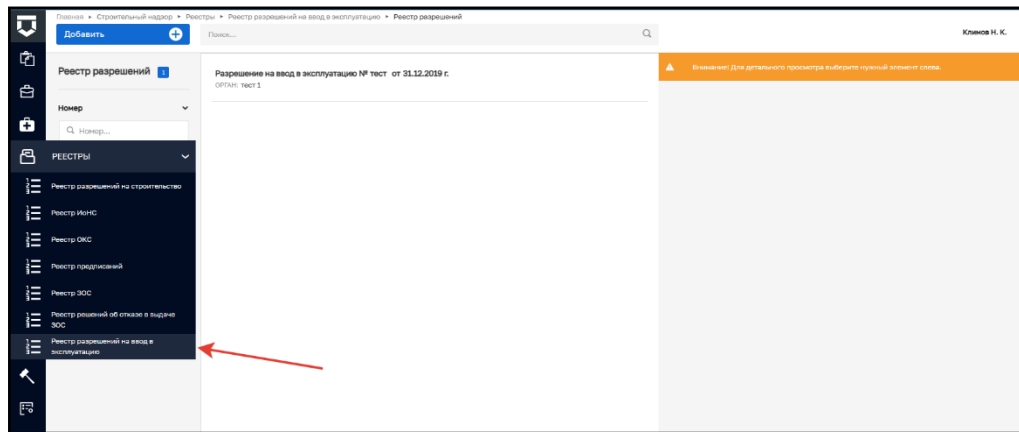 Главная ▸ Строительный надзор ▸ Реестры ▸ Реестр разрешений на ввод в эксплуатацию ▸ Реестр разрешений
Добавить
Поиск...
Климов Н. К.
Реестр разрешений 1
Номер
Номер...
Разрешение на ввод в эксплуатацию № тест от 31.12.2019 г.
ОРГАН: тест 1
Внимание! Для детального просмотра выберите нужный элемент слева.
РЕЕСТРЫ
Реестр разрешений на строительство
Реестр ИоНС
Реестр ОКС
Реестр предписаний
Реестр ЗОС
Реестр решений об отказе в выдаче
ЗОС
Реестр разрешений на ввод в
эксплуатацию